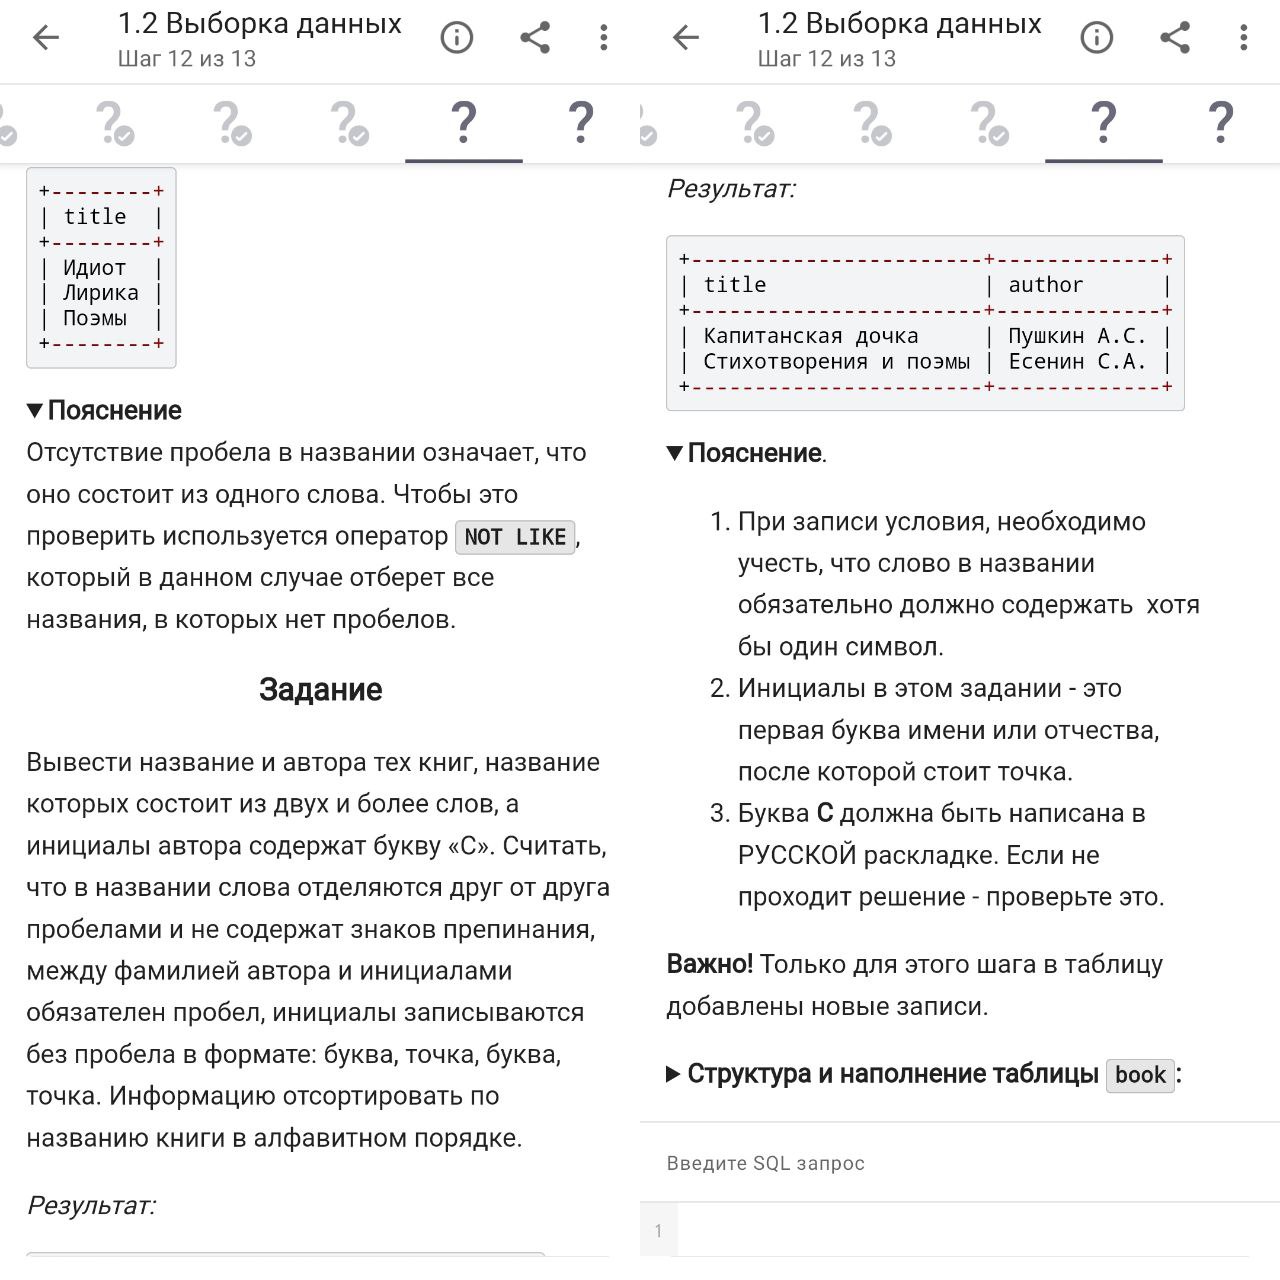 1.2 Выборка данных
Шаг 12 из 13
+--------+
| title  |
+--------+
| Идиот  |
| Лирика |
| Поэмы  |
+--------+
▼ Пояснение
Отсутствие пробела в названии означает, что
оно состоит из одного слова. Чтобы это
проверить используется оператор NOT LIKE,
который в данном случае отберет все
названия, в которых нет пробелов.
Задание
Вывести название и автора тех книг, название
которых состоит из двух и более слов, а
инициалы автора содержат букву «С». Считать,
что в названии слова отделяются друг от друга
пробелами и не содержат знаков препинания,
между фамилией автора и инициалами
обязателен пробел, инициалы записываются
без пробела в формате: буква, точка, буква,
точка. Информацию отсортировать по
названию книги в алфавитном порядке.
Результат:
1.2 Выборка данных
Шаг 12 из 13
Результат:
+-----------------------+-------------+
| title                 | author      |
+-----------------------+-------------+
| Капитанская дочка     | Пушкин А.С. |
| Стихотворения и поэмы | Есенин С.А. |
+-----------------------+-------------+
▼ Пояснение.
1. При записи условия, необходимо
учесть, что слово в названии
обязательно должно содержать  хотя
бы один символ.
2. Инициалы в этом задании - это
первая буква имени или отчества,
после которой стоит точка.
3. Буква С должна быть написана в
РУССКОЙ раскладке. Если не
проходит решение - проверьте это.
Важно! Только для этого шага в таблицу
добавлены новые записи.
▶ Структура и наполнение таблицы book:
Введите SQL запрос
1